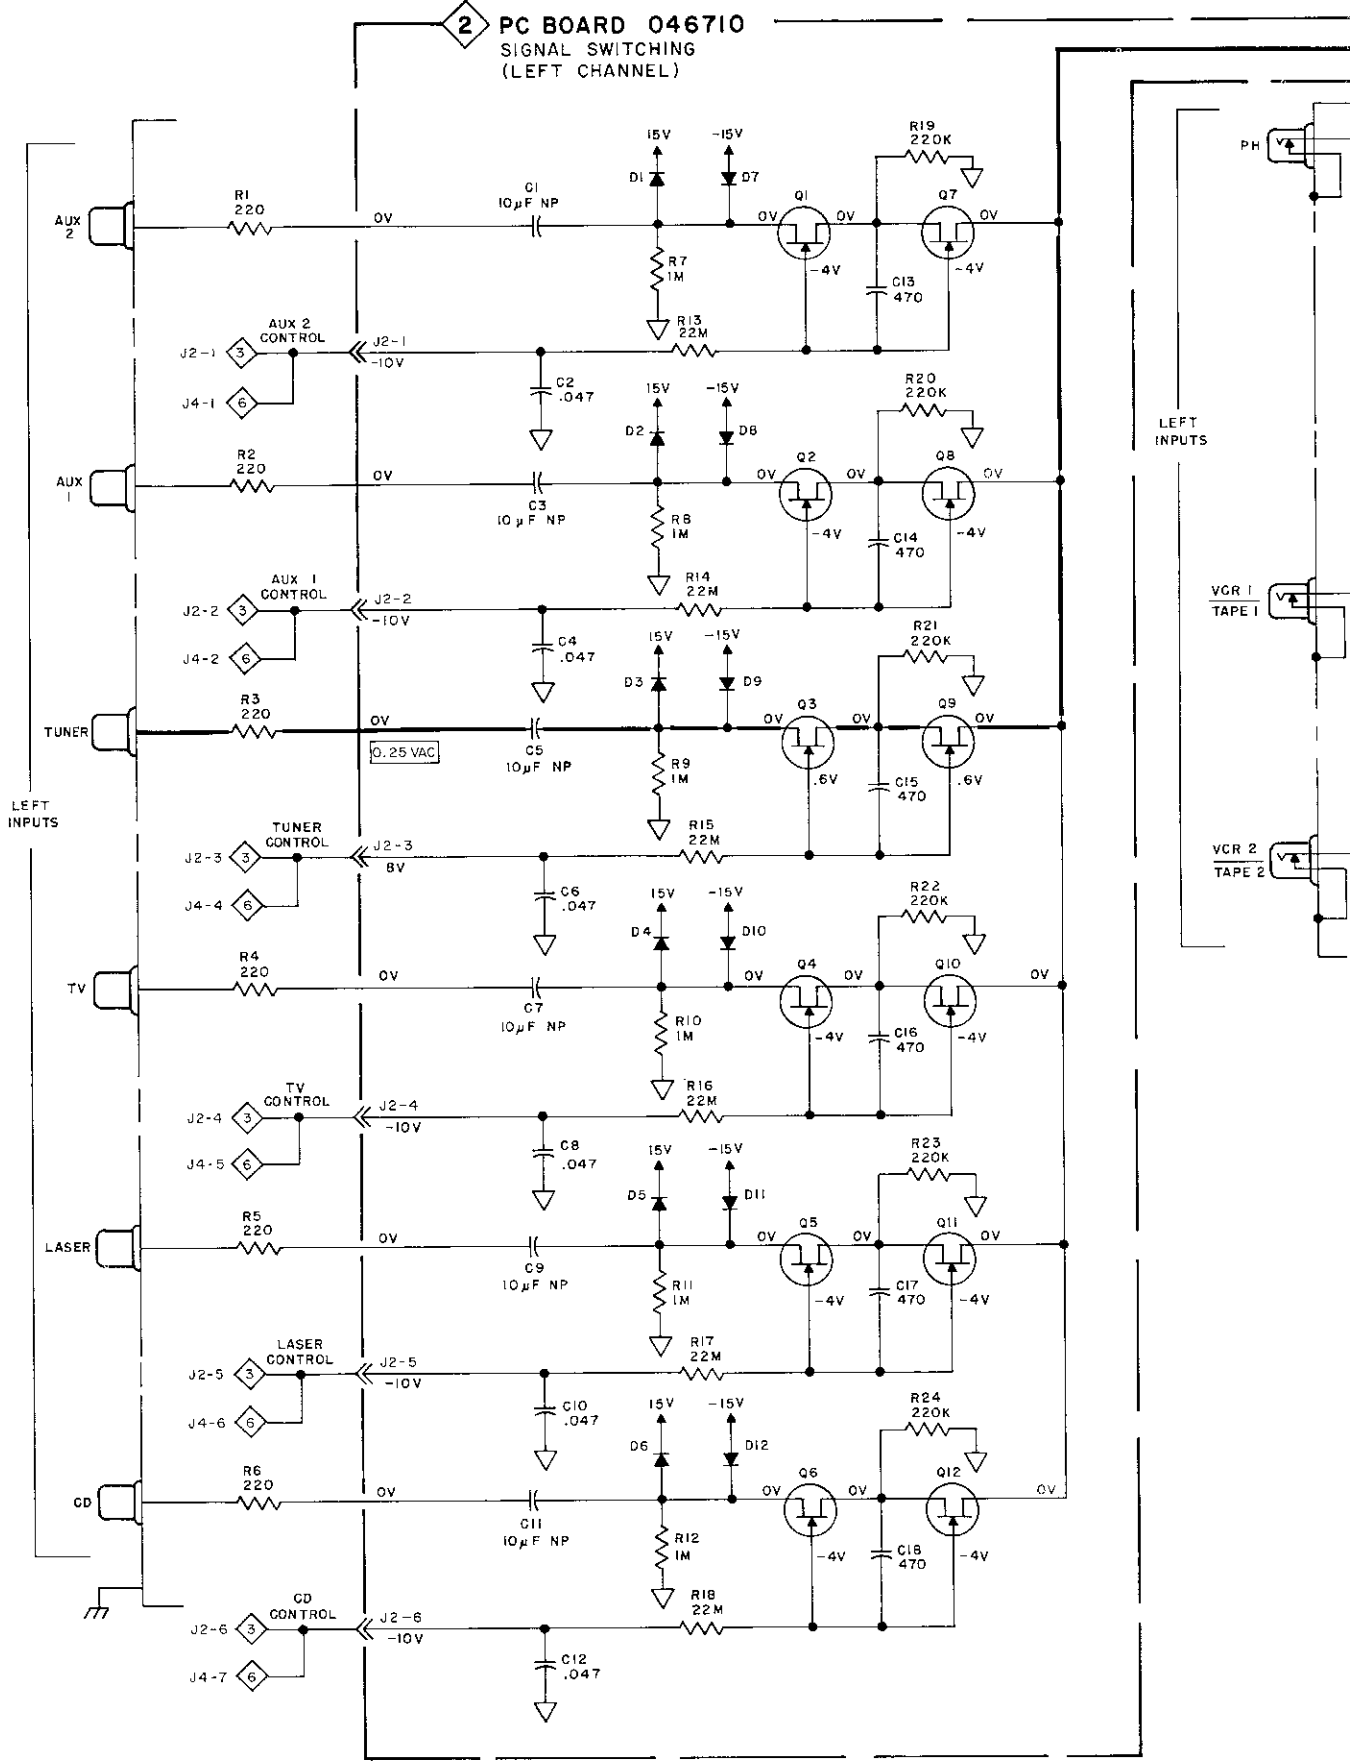 2 PC BOARD 046710
SIGNAL SWITCHING
(LEFT CHANNEL)
LEFT
INPUTS
AUX
2
R1
220
0V
C1
10µF NP
15V
-15V
D1
D7
R7
1M
0V
Q1
0V
-4V
R19
220K
Q7
0V
C13
470
-4V
AUX 2
CONTROL
J2-1 3
J2-1
-10V
J4-1 6
C2
.047
R13
22M
AUX
1
R2
220
0V
C3
10µF NP
15V
-15V
D2
D8
R8
1M
0V
Q2
0V
-4V
R20
220K
Q8
0V
C14
470
-4V
AUX 1
CONTROL
J2-2 3
J2-2
-10V
J4-2 6
C4
.047
R14
22M
TUNER
R3
220
0V
0.25 VAC
C5
10µF NP
15V
-15V
D3
D9
R9
1M
0V
Q3
0V
.6V
R21
220K
Q9
0V
C15
470
.6V
TUNER
CONTROL
J2-3 3
J2-3
8V
J4-4 6
C6
.047
R15
22M
TV
R4
220
0V
C7
10µF NP
15V
-15V
D4
D10
R10
1M
0V
Q4
0V
-4V
R22
220K
Q10
0V
C16
470
-4V
TV
CONTROL
J2-4 3
J2-4
-10V
J4-5 6
C8
.047
R16
22M
LASER
R5
220
0V
C9
10µF NP
15V
-15V
D5
D11
R11
1M
0V
Q5
0V
-4V
R23
220K
Q11
0V
C17
470
-4V
LASER
CONTROL
J2-5 3
J2-5
-10V
J4-6 6
C10
.047
R17
22M
CD
R6
220
0V
C11
10µF NP
15V
-15V
D6
D12
R12
1M
0V
Q6
0V
-4V
R24
220K
Q12
0V
C18
470
-4V
CD
CONTROL
J2-6 3
J2-6
-10V
J4-7 6
C12
.047
R18
22M
LEFT
INPUTS
PH
VCR 1
TAPE 1
VCR 2
TAPE 2